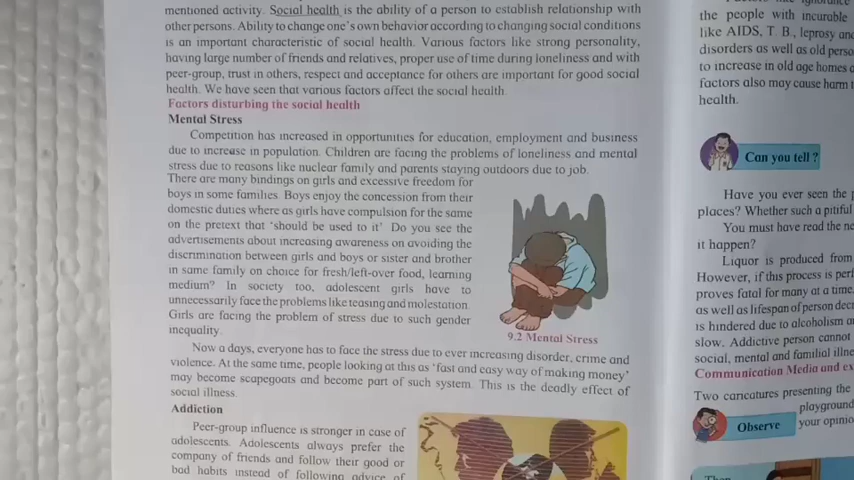 mentioned activity. Social health is the ability of a person to establish relationship with
other persons. Ability to change one's own behavior according to changing social conditions
is an important characteristic of social health. Various factors like strong personality,
having large number of friends and relatives, proper use of time during loneliness and with
peer-group, trust in others, respect and acceptance for others are important for good social
health. We have seen that various factors affect the social health.
Factors disturbing the social health
Mental Stress
Competition has increased in opportunities for education, employment and business
due to increase in population. Children are facing the problems of loneliness and mental
stress due to reasons like nuclear family and parents staying outdoors due to job.
There are many bindings on girls and excessive freedom for
boys in some families. Boys enjoy the concession from their
domestic duties where as girls have compulsion for the same
on the pretext that 'should be used to it' Do you see the
advertisements about increasing awareness on avoiding the
discrimination between girls and boys or sister and brother
in same family on choice for fresh/left-over food, learning
medium? In society too, adolescent girls have to
unnecessarily face the problems like teasing and molestation.
Girls are facing the problem of stress due to such gender
inequality.
9.2 Mental Stress
Now a days, everyone has to face the stress due to ever increasing disorder, crime and
violence. At the same time, people looking at this as 'fast and easy way of making money'
may become scapegoats and become part of such system. This is the deadly effect of
social illness.
Addiction
Peer-group influence is stronger in case of
adolescents. Adolescents always prefer the
company of friends and follow their good or
bad habits instead of following advice of
the people with incurable
like AIDS, T. B., leprosy and
disorders as well as old perso
to increase in old age homes a
factors also may cause harm t
health.
Can you tell ?
Have you ever seen the
places? Whether such a pitiful
You must have read the ne
it happen?
Liquor is produced from
However, if this process is per
proves fatal for many at a time.
as well as lifespan of person dec
is hindered due to alcoholism a
slow. Addictive person cannot
social, mental and familial illne
Communication Media and ex
Two caricatures presenting the
playground
Observe
your opinio